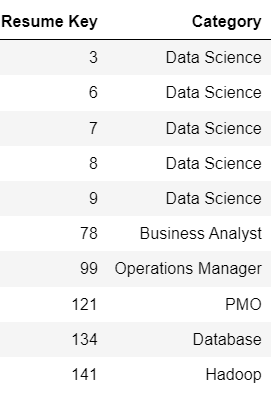 Resume Key Category
3 Data Science
6 Data Science
7 Data Science
8 Data Science
9 Data Science
78 Business Analyst
99 Operations Manager
121 PMO
134 Database
141 Hadoop